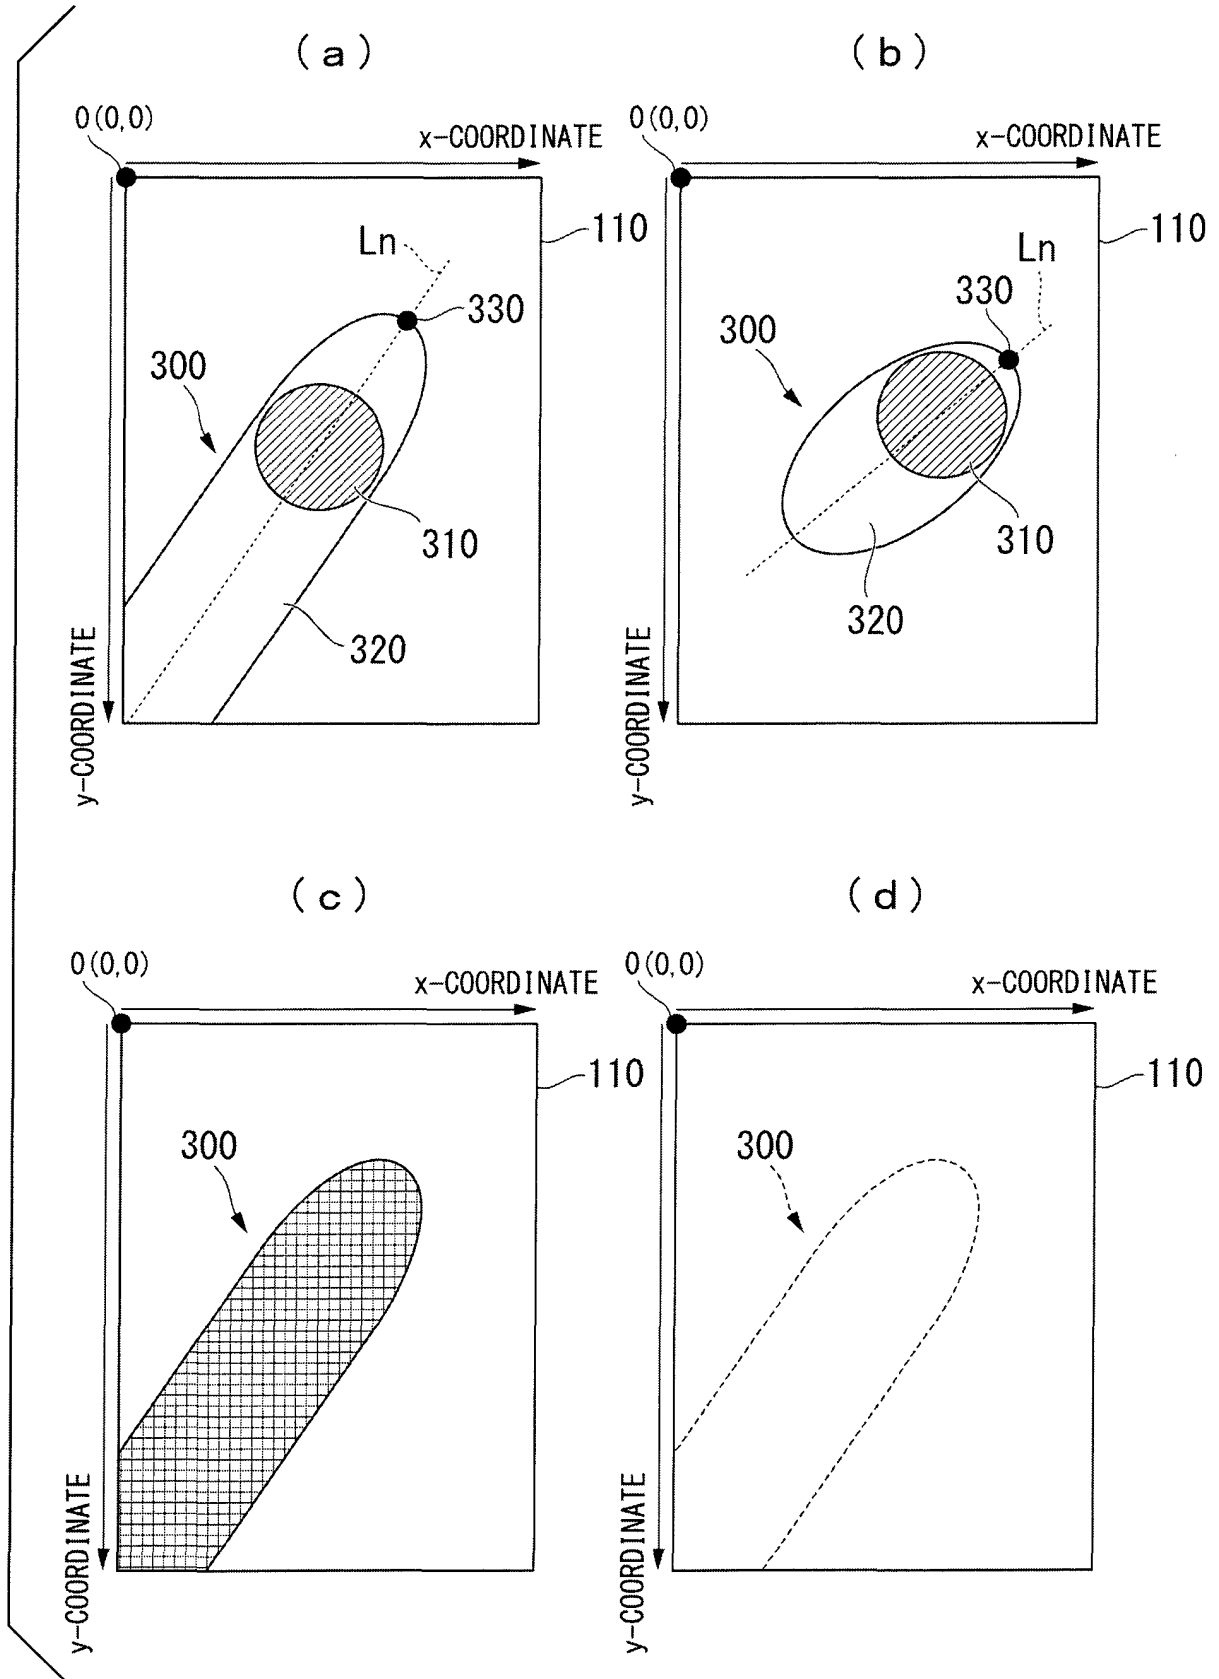 (a)
0(0,0)
x-COORDINATE
110
Ln
330
300
310
320
y-COORDINATE
(b)
0(0,0)
x-COORDINATE
110
Ln
330
300
310
320
y-COORDINATE
(c)
0(0,0)
x-COORDINATE
110
300
y-COORDINATE
(d)
0(0,0)
x-COORDINATE
110
300
y-COORDINATE